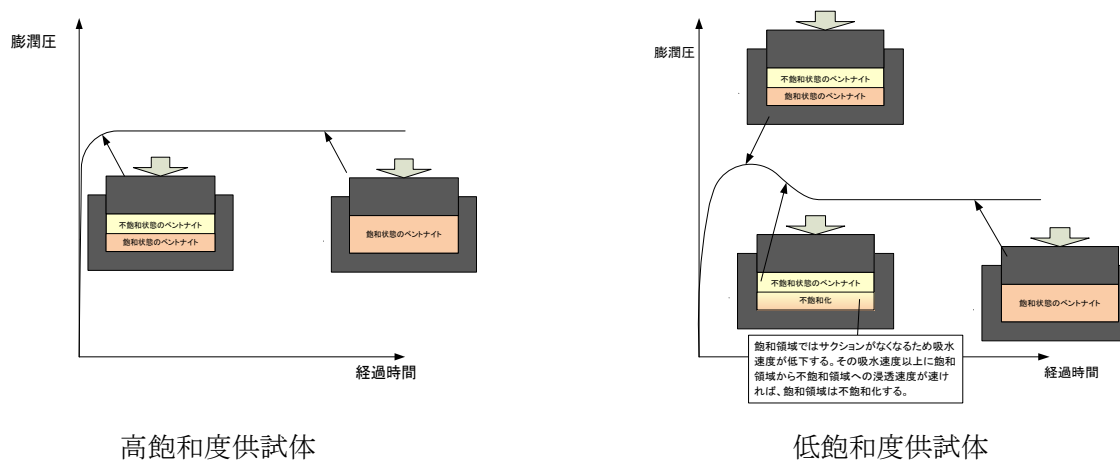 膨潤圧
不飽和状態のベントナイト
飽和状態のベントナイト
飽和状態のベントナイト
経過時間
高飽和度供試体
膨潤圧
不飽和状態のベントナイト
飽和状態のベントナイト
不飽和状態のベントナイト
不飽和化
飽和状態のベントナイト
飽和領域ではサクションがなくなるため吸水
速度が低下する。その吸水速度以上に飽和
領域から不飽和領域への浸透速度が速け
れば、飽和領域は不飽和化する。
経過時間
低飽和度供試体